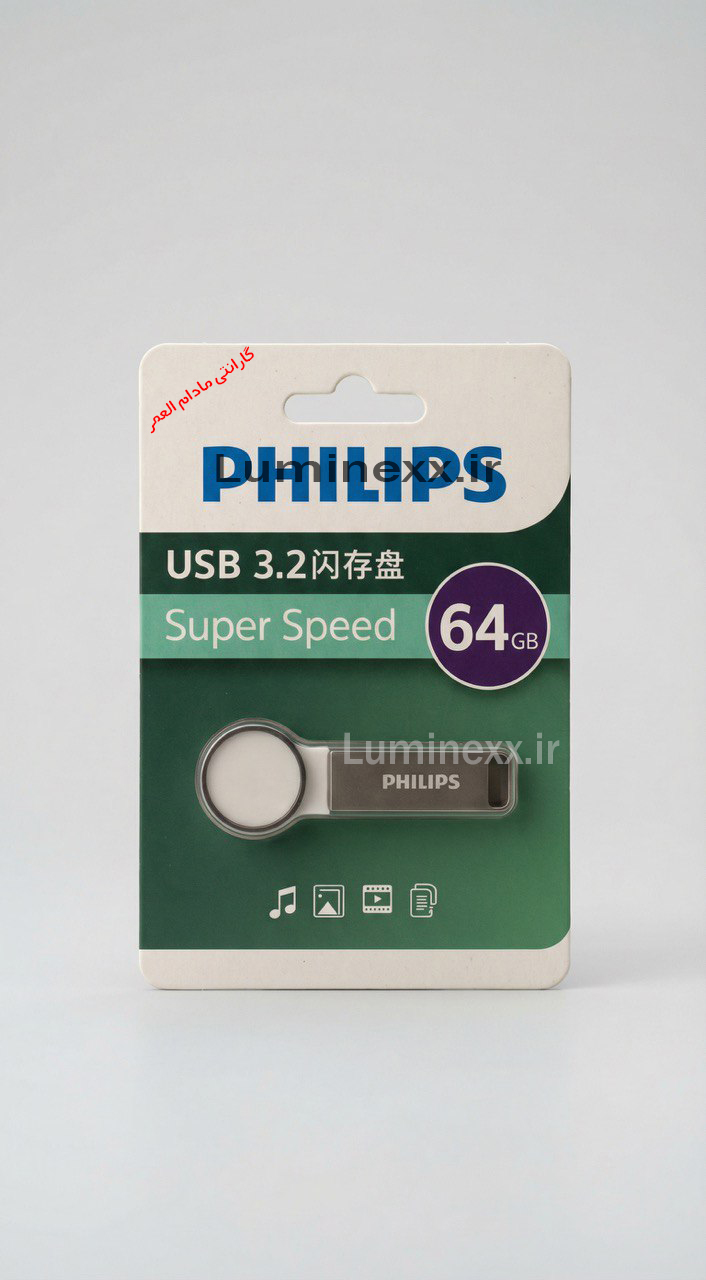 گارانتی مادام العمر
PHILIPS
Luminexx.ir
USB 3.2闪存盘
Super Speed
64GB
Luminexx.ir
PHILIPS